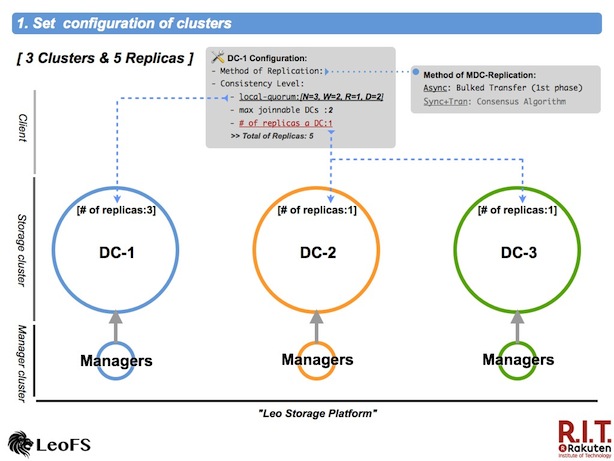 1. Set configuration of clusters
[ 3 Clusters & 5 Replicas ]
DC-1 Configuration:
- Method of Replication:
- Consistency Level:
- local-quorum:[N=3, W=2, R=1, D=2]
- max joinnable DCs :2
- # of replicas a DC:1
>> Total of Replicas: 5
Method of MDC-Replication:
Async: Bulked Transfer (1st phase)
Sync+Tran: Consensus Algorithm
Client
Storage cluster
Manager cluster
[# of replicas:3]
[# of replicas:1]
[# of replicas:1]
DC-1
DC-2
DC-3
Managers
Managers
Managers
"Leo Storage Platform"
LeoFS
R.I.T.
R Rakuten
Institute of Technology